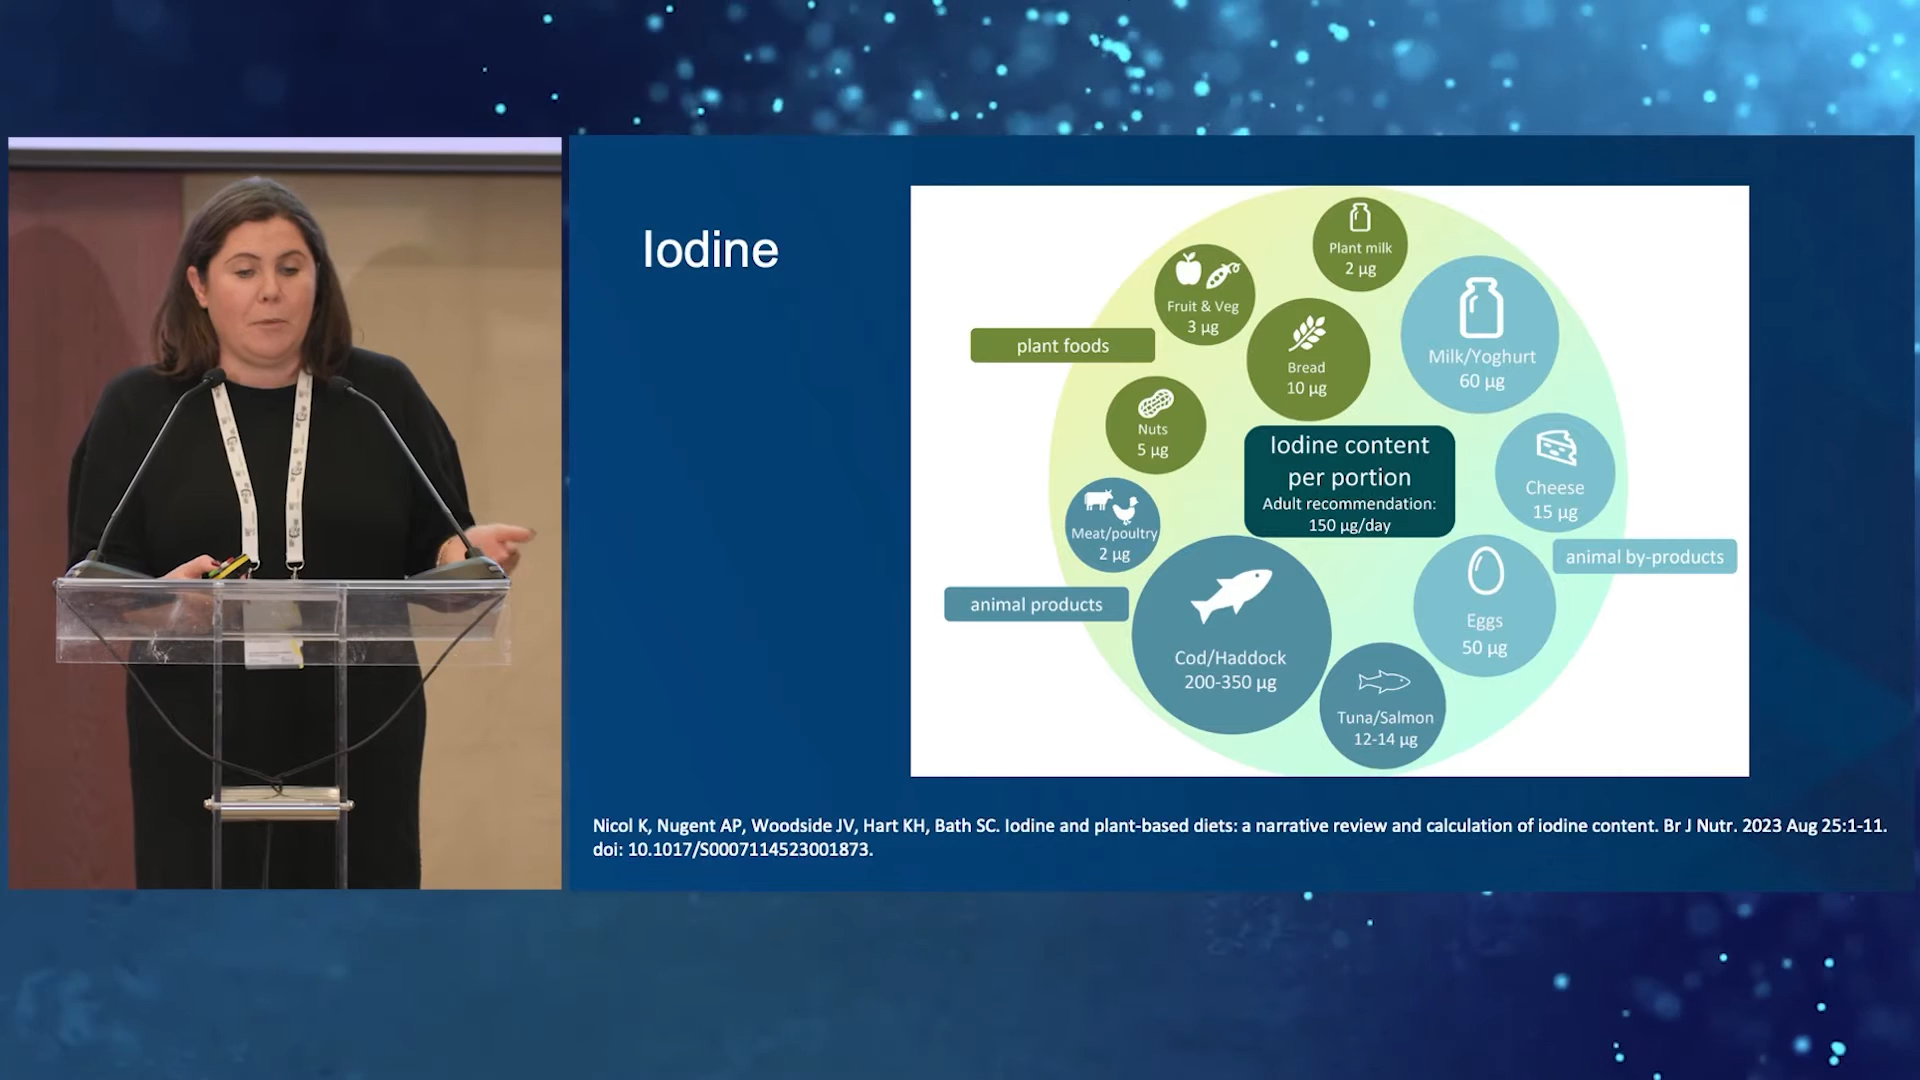 Iodine
Plant milk
2 µg
Fruit & Veg
3 µg
plant foods
Bread
10 µg
Milk/Yoghurt
60 µg
Nuts
5 µg
Iodine content
per portion
Adult recommendation:
150 µg/day
Cheese
15 µg
Meat/poultry
2 µg
animal by-products
animal products
Eggs
50 µg
Cod/Haddock
200-350 µg
Tuna/Salmon
12-14 µg
Nicol K, Nugent AP, Woodside JV, Hart KH, Bath SC. Iodine and plant-based diets: a narrative review and calculation of iodine content. Br J Nutr. 2023 Aug 25:1-11.
doi: 10.1017/S0007114523001873.